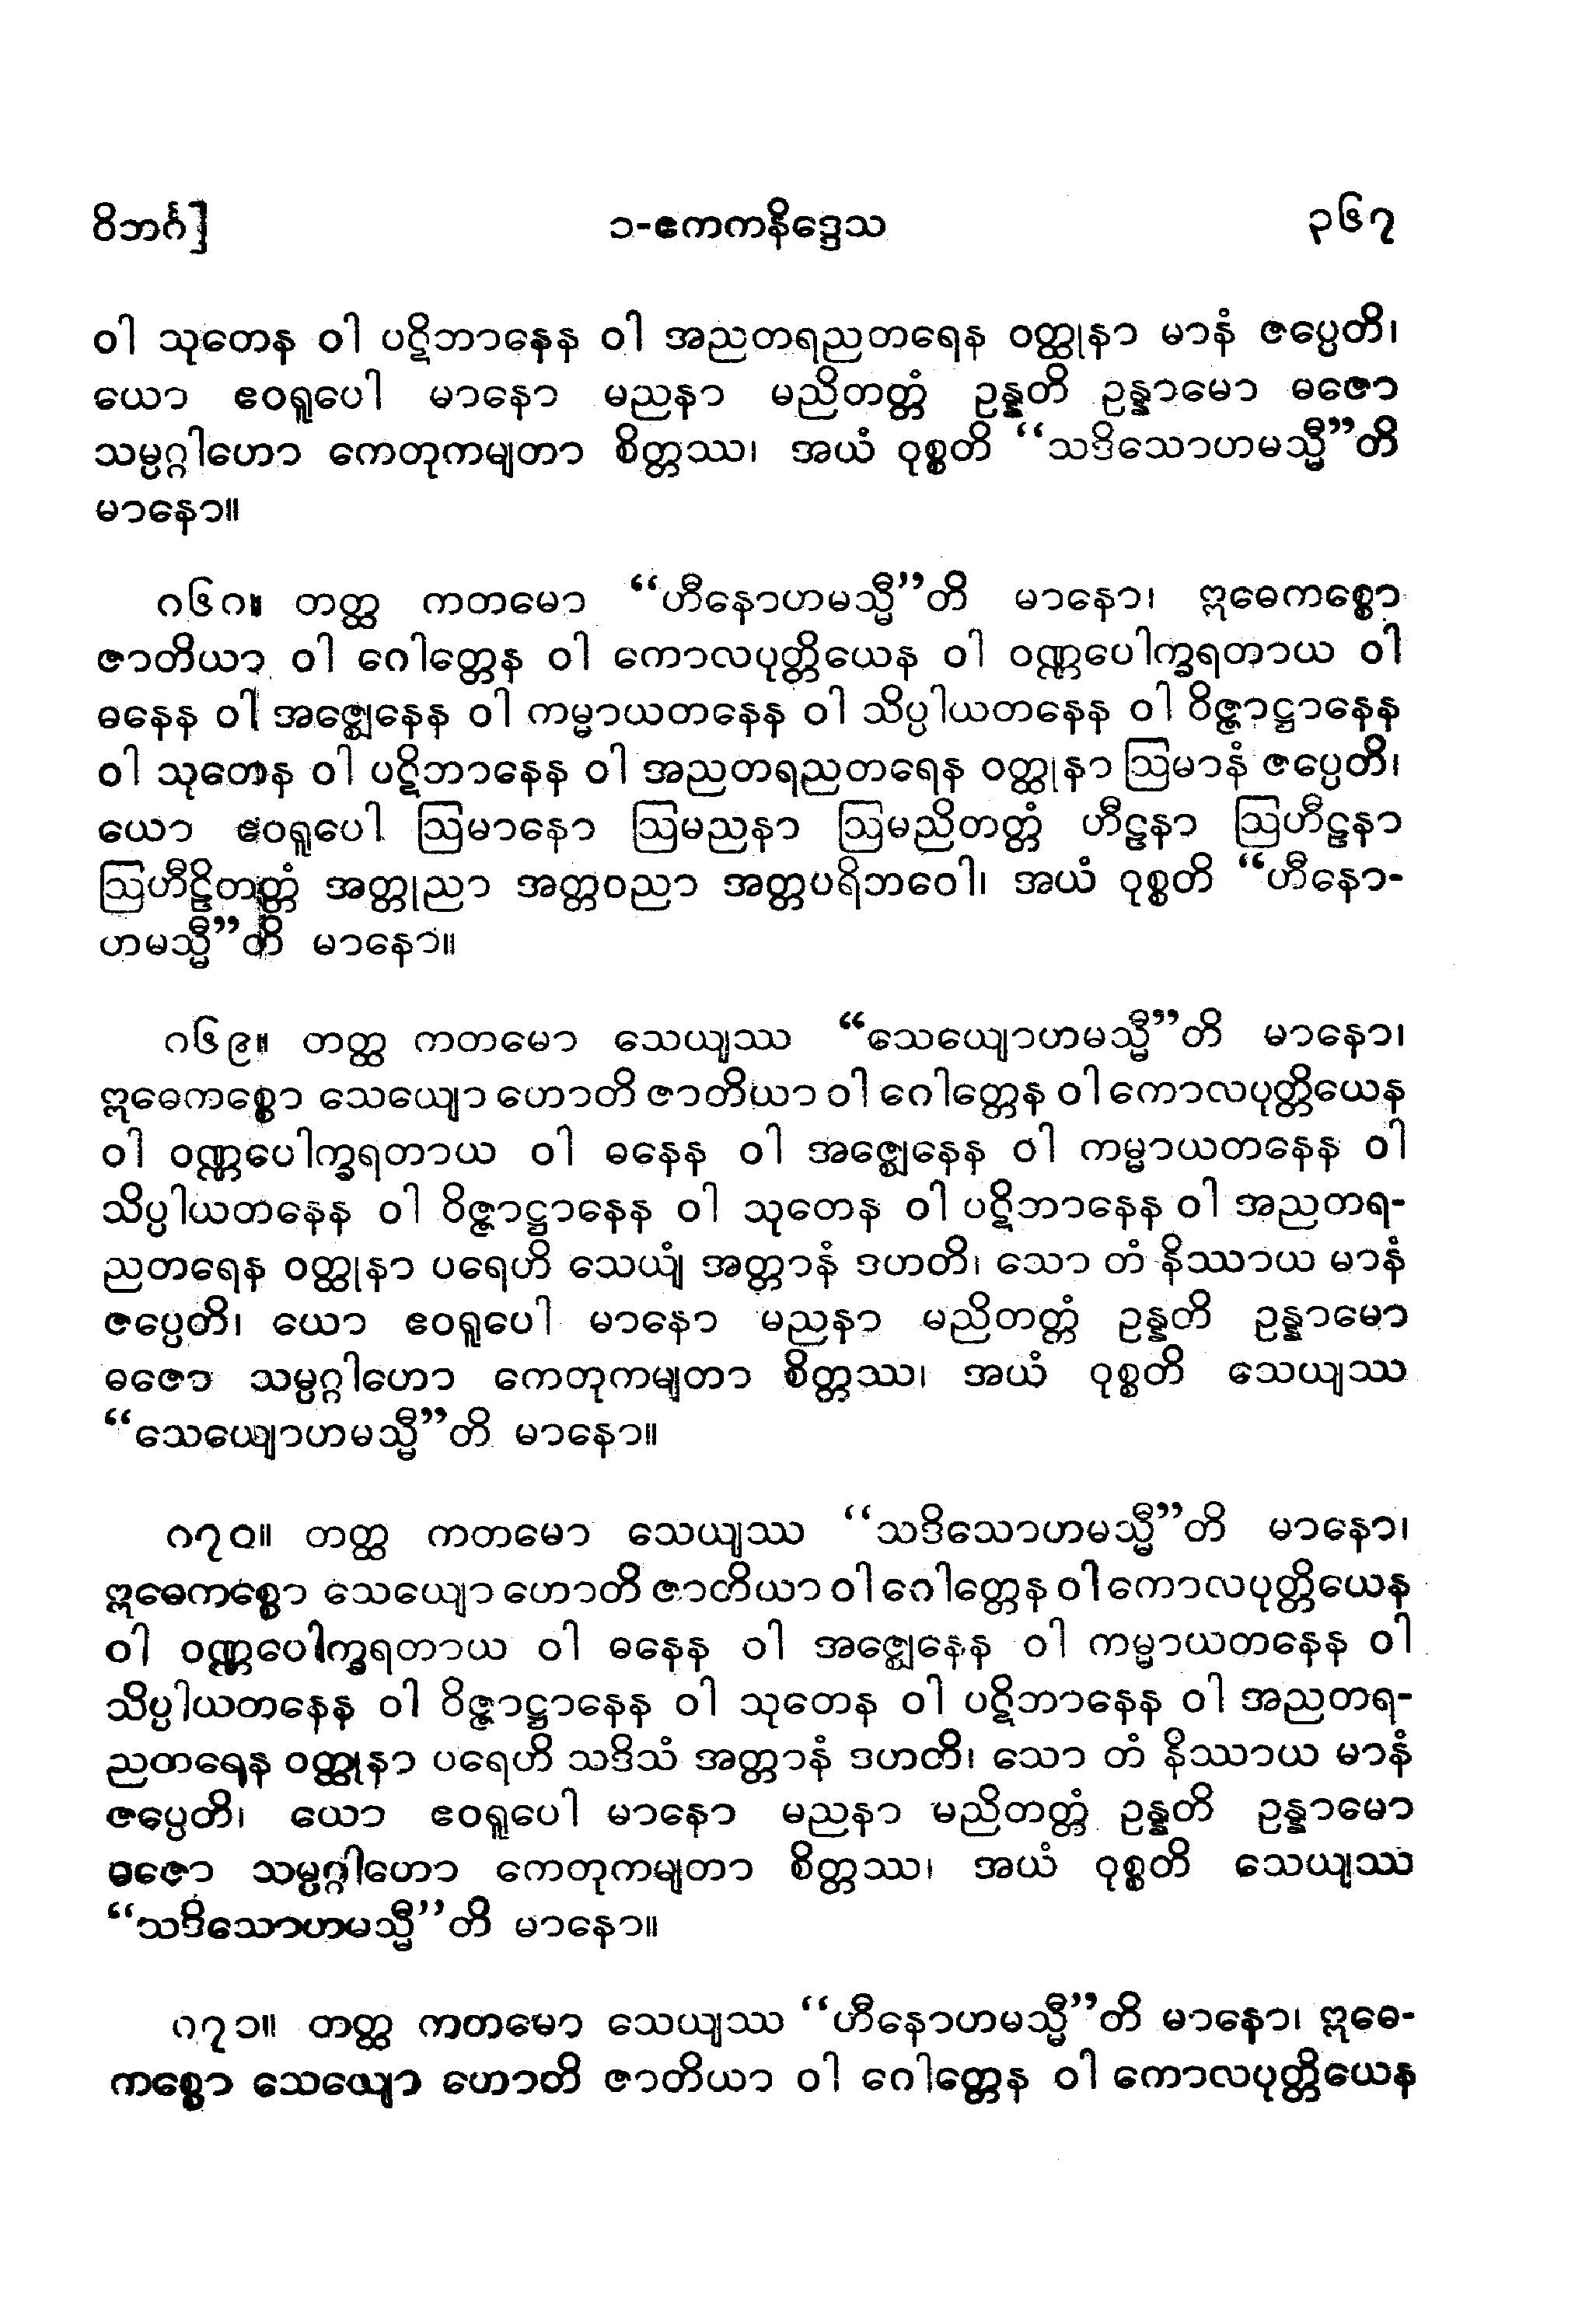 ဝိဘင်္ဂ] ၁-ဧကကနိဒ္ဒေသ ၃၆၇
ဝါ သုတေန ဝါ ပဋိဘာနေန ဝါ အညတရညတရေန ဝတ္ထုနာ မာနံ ဇပ္ပေတိ၊
ယော ဧဝရူပေါ မာနော မညနာ မညိတတ္တံ ဥန္နတိ ဥန္နာမော ဓဇော
သမ္ပဂ္ဂါဟော ကေတုကမျတာ စိတ္တဿ၊ အယံ ဝုစ္စတိ “သဒိသောဟမသ္မီ”တိ
မာနော။
၈၆၈။ တတ္ထ ကတမော “ဟီနောဟမသ္မီ”တိ မာနော၊ ဣဓေကစ္စော
ဇာတိယာ ဝါ ဂေါတ္တေန ဝါ ကောလပုတ္တိယေန ဝါ ဝဏ္ဏပေါက္ခရတာယ ဝါ
ဓနေန ဝါ အဇ္ဈေနေန ဝါ ကမ္မာယတနေန ဝါ သိပ္ပါယတနေန ဝါ ဝိဇ္ဇာဋ္ဌာနေန
ဝါ သုတေန ဝါ ပဋိဘာနေန ဝါ အညတရညတရေန ဝတ္ထုနာ ဩမာနံ ဇပ္ပေတိ၊
ယော ဧဝရူပေါ ဩမာနော ဩမညနာ ဩမညိတတ္တံ ဟီဠနာ ဩဟီဠနာ
ဩဟီဠိတတ္တံ အတ္တုညာ အတ္တဝညာ အတ္တပရိဘဝေါ၊ အယံ ဝုစ္စတိ “ဟီနော-
ဟမသ္မီ”တိ မာနော။
၈၆၉။ တတ္ထ ကတမော သေယျဿ “သေယျောဟမသ္မီ”တိ မာနော၊
ဣဓေကစ္စော သေယျော ဟောတိ ဇာတိယာ ဝါ ဂေါတ္တေန ဝါ ကောလပုတ္တိယေန
ဝါ ဝဏ္ဏပေါက္ခရတာယ ဝါ ဓနေန ဝါ အဇ္ဈေနေန ဝါ ကမ္မာယတနေန ဝါ
သိပ္ပါယတနေန ဝါ ဝိဇ္ဇာဋ္ဌာနေန ဝါ သုတေန ဝါ ပဋိဘာနေန ဝါ အညတရ-
ညတရေန ဝတ္ထုနာ ပရေဟိ သေယျံ အတ္တာနံ ဒဟတိ၊ သော တံ နိဿာယ မာနံ
ဇပ္ပေတိ၊ ယော ဧဝရူပေါ မာနော မညနာ မညိတတ္တံ ဥန္နတိ ဥန္နာမော
ဓဇော သမ္ပဂ္ဂါဟော ကေတုကမျတာ စိတ္တဿ၊ အယံ ဝုစ္စတိ သေယျဿ
“သေယျောဟမသ္မီ”တိ မာနော။
၈၇၀။ တတ္ထ ကတမော သေယျဿ “သဒိသောဟမသ္မီ”တိ မာနော၊
ဣဓေကစ္စော သေယျော ဟောတိ ဇာတိယာ ဝါ ဂေါတ္တေန ဝါ ကောလပုတ္တိယေန
ဝါ ဝဏ္ဏပေါက္ခရတာယ ဝါ ဓနေန ဝါ အဇ္ဈေနေန ဝါ ကမ္မာယတနေန ဝါ
သိပ္ပါယတနေန ဝါ ဝိဇ္ဇာဋ္ဌာနေန ဝါ သုတေန ဝါ ပဋိဘာနေန ဝါ အညတရ-
ညတရေန ဝတ္ထုနာ ပရေဟိ သဒိသံ အတ္တာနံ ဒဟတိ၊ သော တံ နိဿာယ မာနံ
ဇပ္ပေတိ၊ ယော ဧဝရူပေါ မာနော မညနာ မညိတတ္တံ ဥန္နတိ ဥန္နာမော
ဓဇော သမ္ပဂ္ဂါဟော ကေတုကမျတာ စိတ္တဿ၊ အယံ ဝုစ္စတိ သေယျဿ
“သဒိသောဟမသ္မီ”တိ မာနော။
၈၇၁။ တတ္ထ ကတမော သေယျဿ “ဟီနောဟမသ္မီ”တိ မာနော၊ ဣဓေ-
ကစ္စော သေယျော ဟောတိ ဇာတိယာ ဝါ ဂေါတ္တေန ဝါ ကောလပုတ္တိယေန